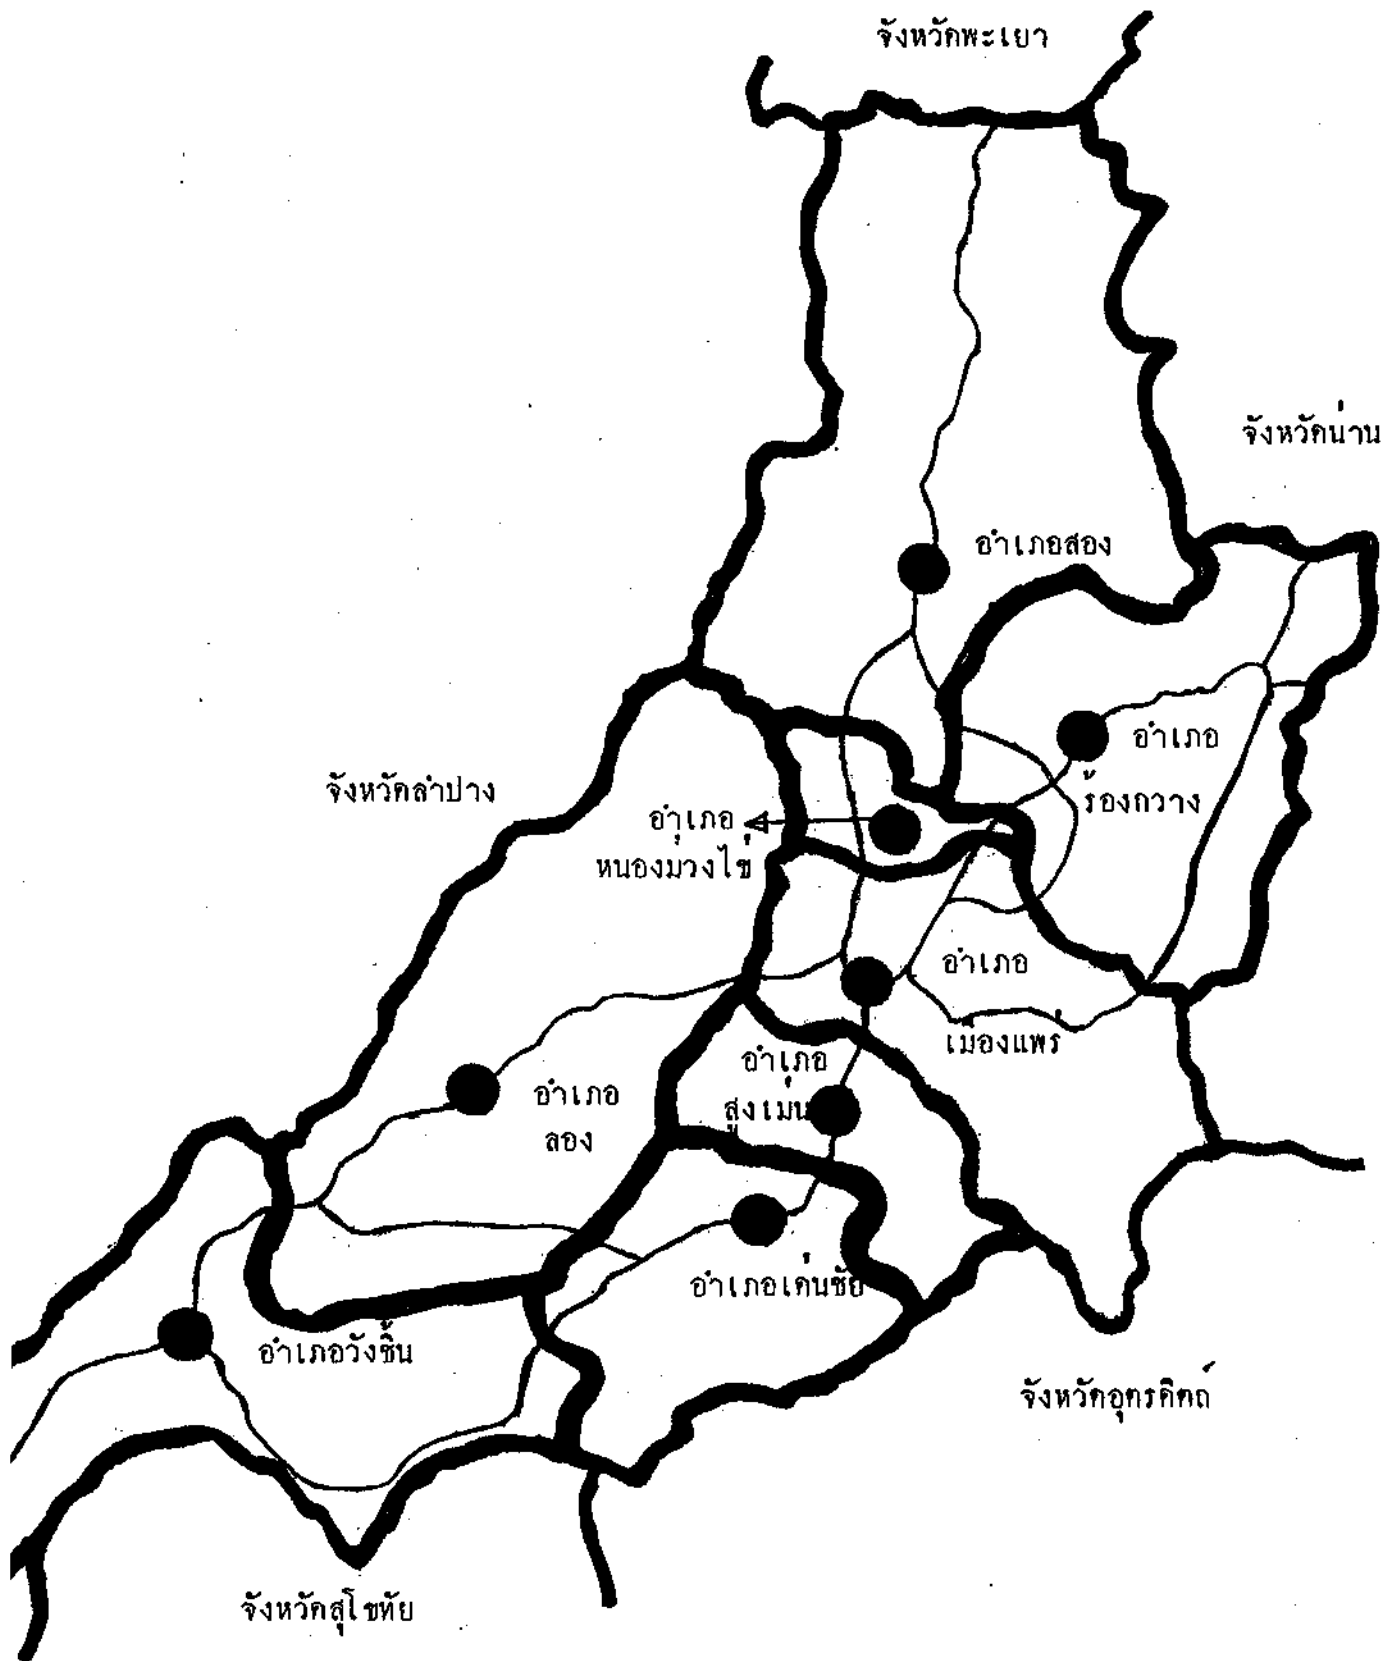 จังหวัดพะเยา
จังหวัดน่าน
อำเภอสอง
อำเภอ
ร้องกวาง
จังหวัดลำปาง
อำเภอ
หนองม่วงไข่
อำเภอ
เมืองแพร่
อำเภอ
สูงเม่น
อำเภอ
ลอง
อำเภอเด่นชัย
อำเภอวังชิ้น
จังหวัดอุตรดิตถ์
จังหวัดสุโขทัย